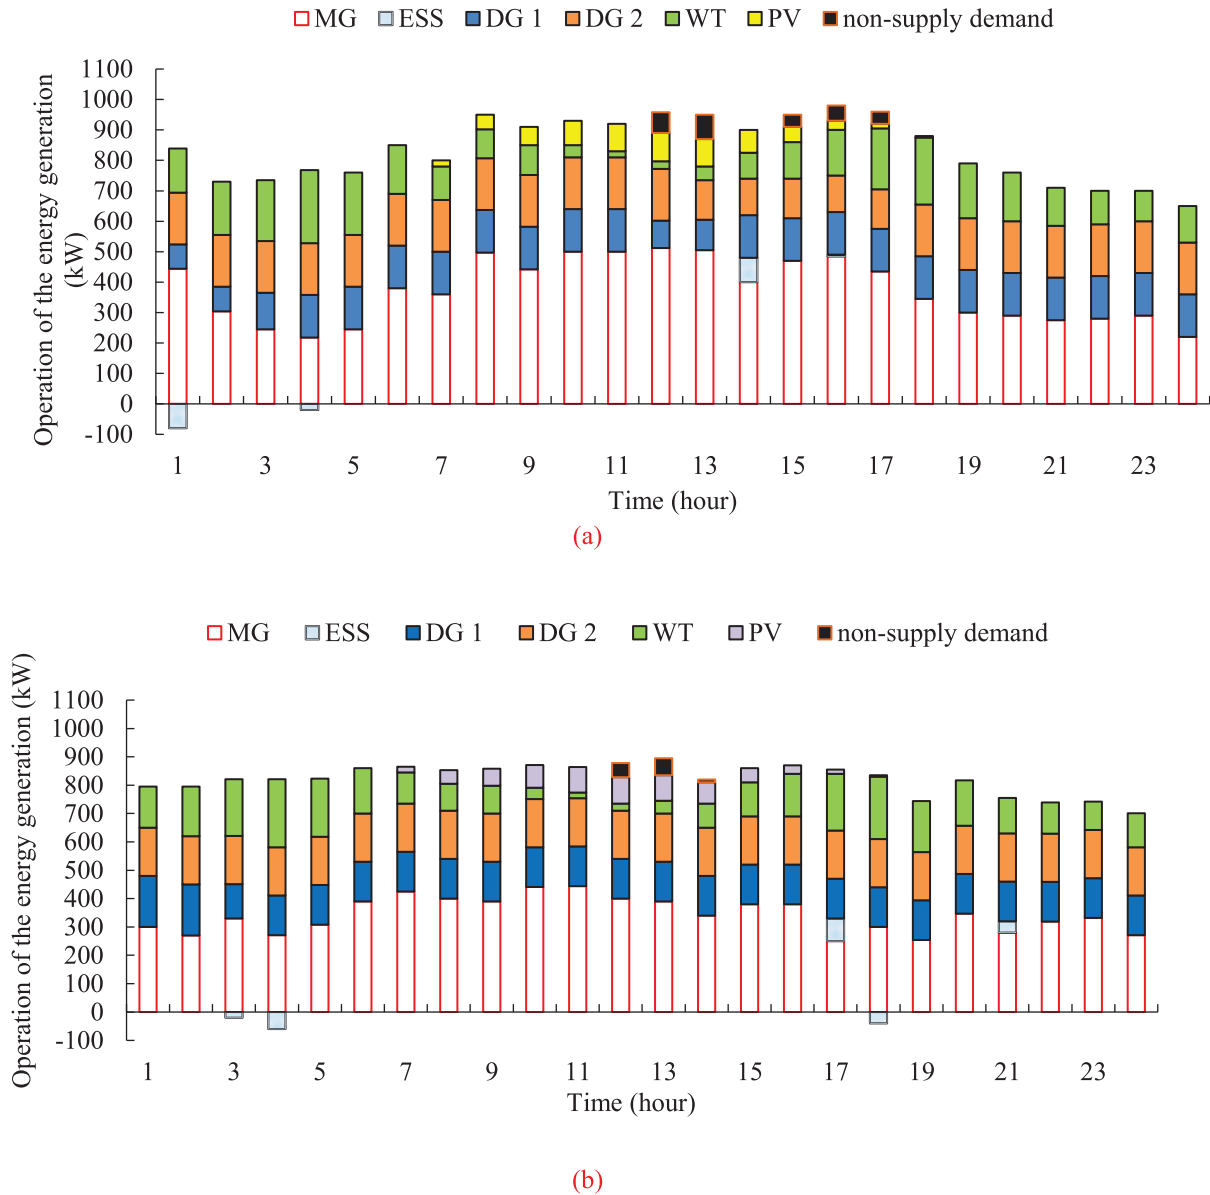 MG ESS DG 1 DG 2 WT PV non-supply demand
Operation of the energy generation
(kW)
1100
1000
900
800
700
600
500
400
300
200
100
0
-100
1 3 5 7 9 11 13 15 17 19 21 23
Time (hour)
(a)
MG ESS DG 1 DG 2 WT PV non-supply demand
Operation of the energy generation (kW)
1100
1000
900
800
700
600
500
400
300
200
100
0
-100
1 3 5 7 9 11 13 15 17 19 21 23
Time (hour)
(b)